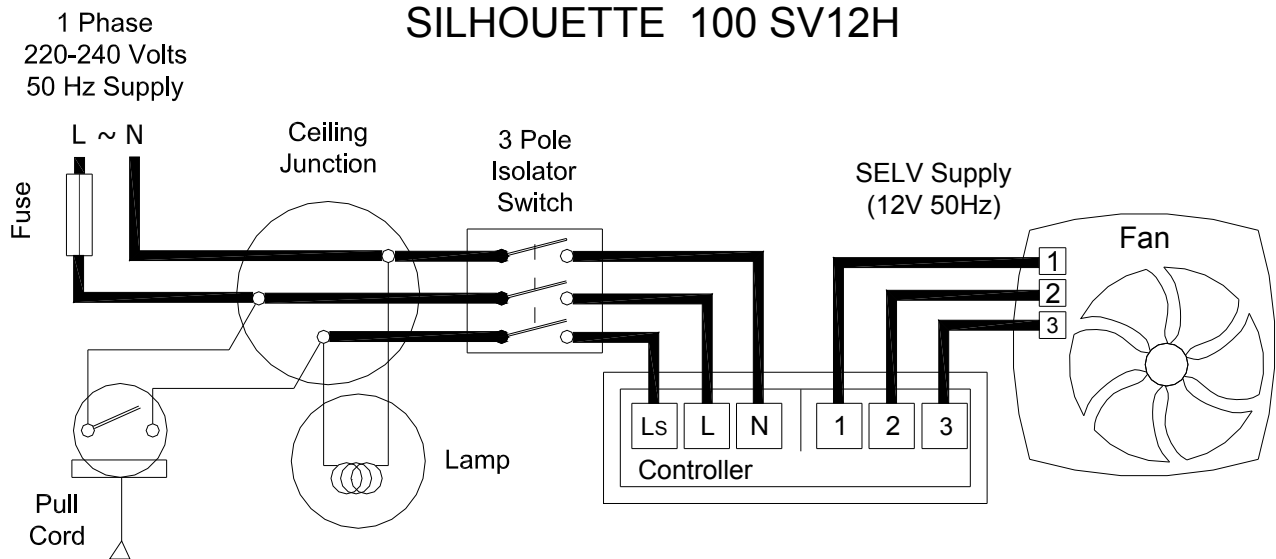 SILHOUETTE 100 SV12H
1 Phase
220-240 Volts
50 Hz Supply
L ~ N
Fuse
Ceiling
Junction
3 Pole
Isolator
Switch
SELV Supply
(12V 50Hz)
Fan
1
2
3
Ls L N 1 2 3
Controller
Lamp
Pull
Cord